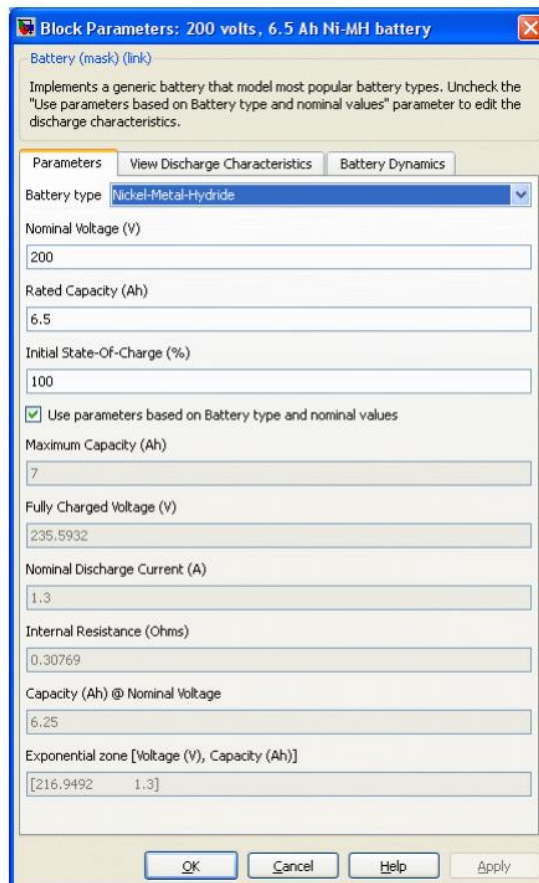 Block Parameters: 200 volts, 6.5 Ah Ni-MH battery
Battery (mask) (link)
Implements a generic battery that model most popular battery types. Uncheck the
"Use parameters based on Battery type and nominal values" parameter to edit the
discharge characteristics.
Parameters View Discharge Characteristics Battery Dynamics
Battery type Nickel-Metal-Hydride
Nominal Voltage (V)
200
Rated Capacity (Ah)
6.5
Initial State-Of-Charge (%)
100
Use parameters based on Battery type and nominal values
Maximum Capacity (Ah)
7
Fully Charged Voltage (V)
235.5932
Nominal Discharge Current (A)
1.3
Internal Resistance (Ohms)
0.30769
Capacity (Ah) @ Nominal Voltage
6.25
Exponential zone [Voltage (V), Capacity (Ah)]
[216.9492 1.3]
OK Cancel Help Apply